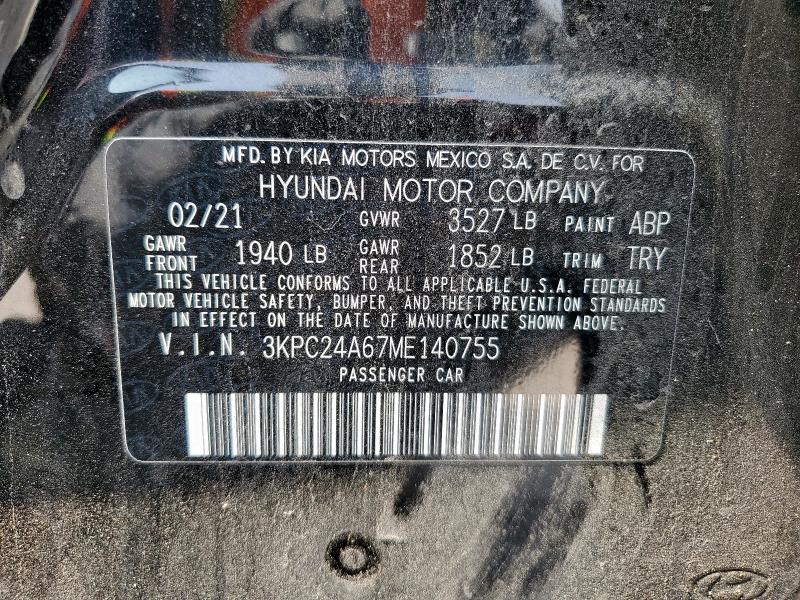 MFD. BY KIA MOTORS MEXICO S.A. DE C.V. FOR
HYUNDAI MOTOR COMPANY
02/21 GVWR 3527 LB PAINT ABP
GAWR FRONT 1940 LB GAWR REAR 1852 LB TRIM TRY
THIS VEHICLE CONFORMS TO ALL APPLICABLE U.S.A. FEDERAL
MOTOR VEHICLE SAFETY, BUMPER, AND THEFT PREVENTION STANDARDS
IN EFFECT ON THE DATE OF MANUFACTURE SHOWN ABOVE.
V.I.N. 3KPC24A67ME140755
PASSENGER CAR